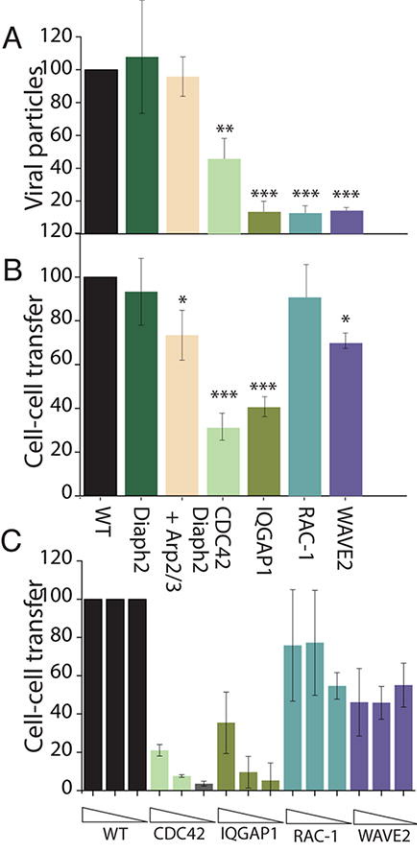 A
Viral particles
120
100
80
60
40
20
** *** *** ***
B
Cell-cell transfer
120
100
80
60
40
20
0
* *** *** *
WT
Diaph2
Diaph2
+ Arp2/3
CDC42
IQGAP1
RAC-1
WAVE2
C
Cell-cell transfer
120
100
80
60
40
20
0
WT CDC42 IQGAP1 RAC-1 WAVE2